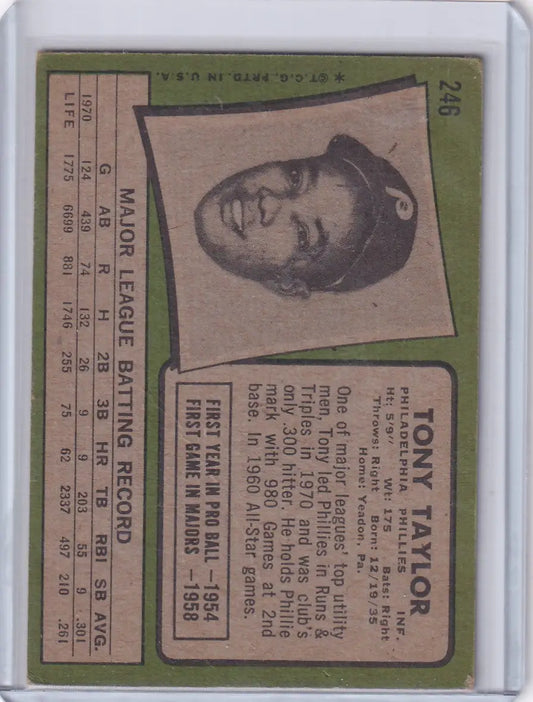 246
TONY TAYLOR
PHILADELPHIA PHILLIES INF.
Ht: 5'9" Wt: 175 Bats: Right
Throws: Right Born: 12/19/35
Home: Yeadon, Pa.
One of major leagues' top utility
men, Tony led Phillies in Runs &
Triples in 1970 and was club's
only .300 hitter. He holds Phillie
mark with 980 Games at 2nd
base. In 1960 All-Star games.
FIRST YEAR IN PRO BALL —1954
FIRST GAME IN MAJORS —1958
P
MAJOR LEAGUE BATTING RECORD
G AB R H 2B 3B HR TB RBI SB AVG.
1970 124 439 74 132 26 9 9 203 55 9 .301
LIFE 1775 6699 881 1746 255 75 62 2337 497 210 .261
*©T.C.G. PRTD. IN U.S.A.